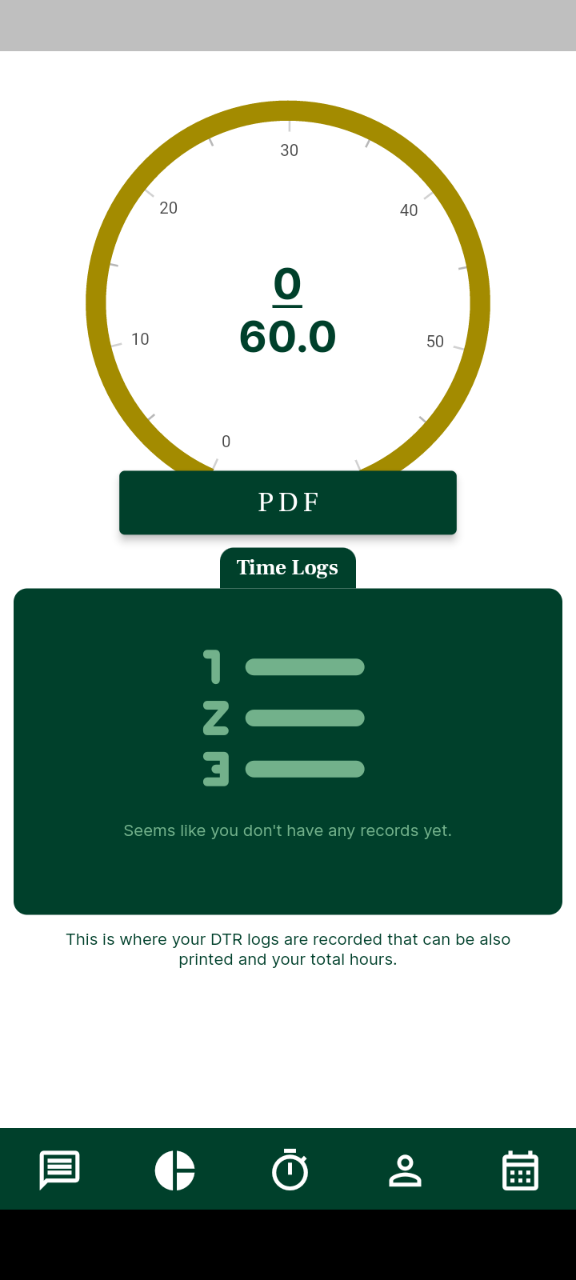 30
20
40
0
60.0
10
50
0
PDF
Time Logs
1
2
3
Seems like you don't have any records yet.
This is where your DTR logs are recorded that can be also
printed and your total hours.